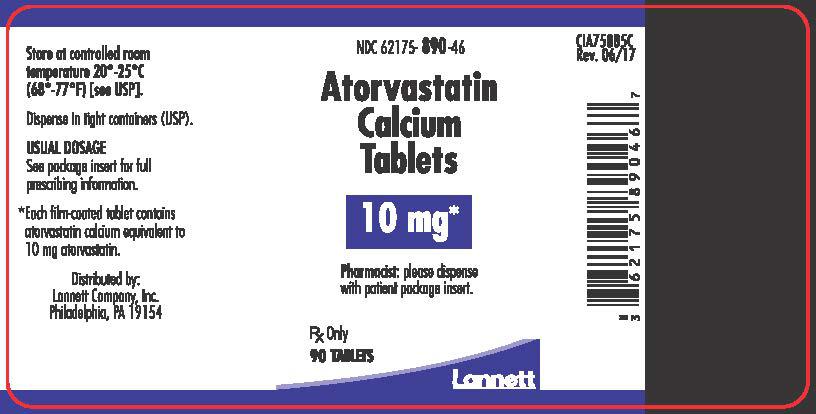 Store at controlled room
temperature 20°-25°C
(68°-77°F) [see USP].
Dispense in tight containers (USP).
USUAL DOSAGE
See package insert for full
prescribing information.
*Each film-coated tablet contains
atorvastatin calcium equivalent to
10 mg atorvastatin.
Distributed by:
Lannett Company, Inc.
Philadelphia, PA 19154
NDC 62175-890-46
Atorvastatin
Calcium
Tablets
10 mg*
Pharmacist: please dispense
with patient package insert.
Rx Only
90 TABLETS
Lannett
CIA75885C
Rev. 06/17
3 62175 89046 7